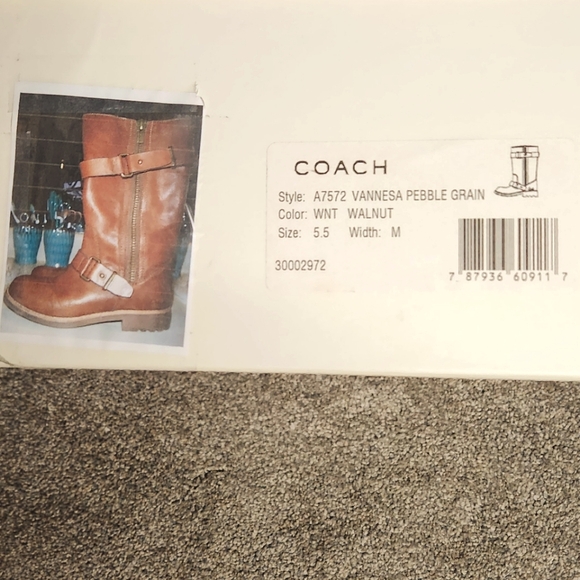 COACH
Style: A7572 VANNESA PEBBLE GRAIN
Color: WNT WALNUT
Size: 5.5 Width: M
30002972
7 87936 60911 7